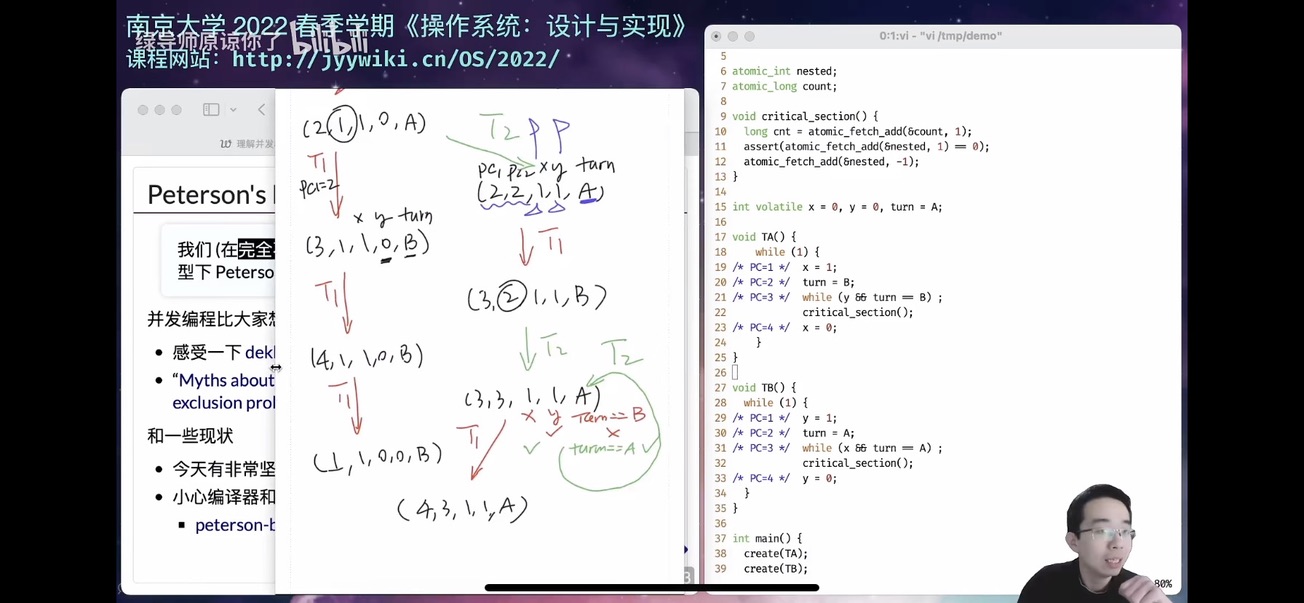 南京大学 2022 春季学期《操作系统：设计与实现》
绿导师原谅你了 bilibili
课程网站：http://jyywiki.cn/OS/2022/
理解并发
Peterson's
我们 (在完全
型下 Peterso
并发编程比大家想
• 感受一下 dekl
• “Myths about
exclusion prol
和一些现状
• 今天有非常坚
• 小心编译器和
▪ peterson-b
(2,1,1,0,A)
T1
PC1=2
x y turn
(3,1,1,0,B)
T1
(4,1,1,0,B)
T1
(1,1,0,0,B)
T2 P P
PC1 PC2 x y turn
(2,2,1,1,A)
T1
(3,2,1,1,B)
T2
T2
(3,3,1,1,A)
x y turn==B
✓ ×
✓ turn==A ✓
T1
(4,3,1,1,A)
0:1:vi - "vi /tmp/demo"
5
6 atomic_int nested;
7 atomic_long count;
8
9 void critical_section() {
10 long cnt = atomic_fetch_add(&count, 1);
11 assert(atomic_fetch_add(&nested, 1) == 0);
12 atomic_fetch_add(&nested, -1);
13 }
14
15 int volatile x = 0, y = 0, turn = A;
16
17 void TA() {
18 while (1) {
19 /* PC=1 */ x = 1;
20 /* PC=2 */ turn = B;
21 /* PC=3 */ while (y && turn == B) ;
22 critical_section();
23 /* PC=4 */ x = 0;
24 }
25 }
26
27 void TB() {
28 while (1) {
29 /* PC=1 */ y = 1;
30 /* PC=2 */ turn = A;
31 /* PC=3 */ while (x && turn == A) ;
32 critical_section();
33 /* PC=4 */ y = 0;
34 }
35 }
36
37 int main() {
38 create(TA);
39 create(TB);
80%